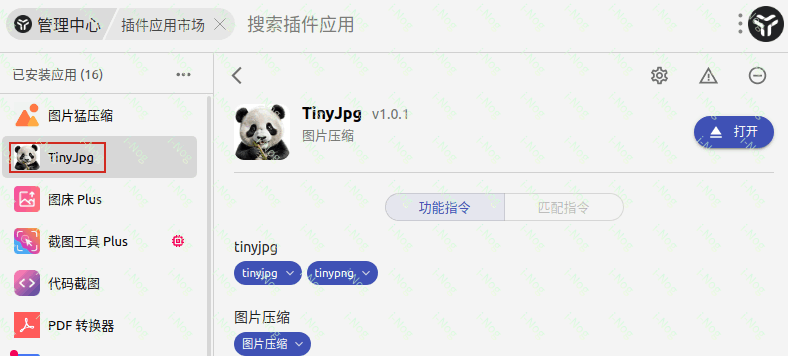 管理中心 插件应用市场 搜索插件应用
已安装应用 (16)
图片猛压缩
TinyJpg
图床 Plus
截图工具 Plus
代码截图
PDF 转换器
TinyJpg v1.0.1
图片压缩
打开
功能指令 匹配指令
tinyjpg
tinyjpg tinypng
图片压缩
图片压缩